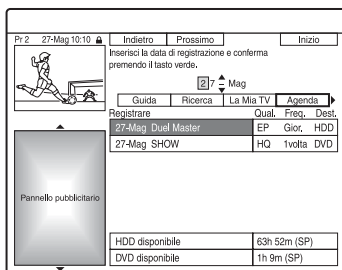 Pr 2 27-Mag 10:10
Indietro Prossimo Inizio
Inserisci la data di registrazione e conferma
premendo il tasto verde.
27 Mag
Guida Ricerca La Mia TV Agenda
Registrare Qual. Freq. Dest.
27-Mag Duel Master EP Gior. HDD
27-Mag SHOW HQ 1volta DVD
Pannello pubblicitario
HDD disponibile 63h 52m (SP)
DVD disponibile 1h 9m (SP)